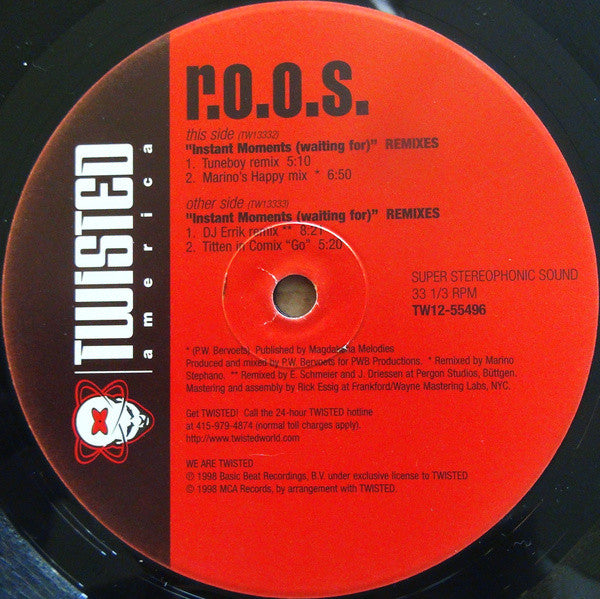 TWISTED
america
r.o.o.s.
this side (TW13332)
"Instant Moments (waiting for)" REMIXES
1. Tuneboy remix 5:10
2. Marino's Happy mix * 6:50
other side (TW13333)
"Instant Moments (waiting for)" REMIXES
1. DJ Errik remix ** 8:21
2. Titten in Comix "Go" 5:20
SUPER STEREOPHONIC SOUND
33 1/3 RPM
TW12-55496
* (P.W. Bervoets). Published by Magdalena Melodies
Produced and mixed by P.W. Bervoets for PWB Productions. * Remixed by Marino
Stephano. ** Remixed by E. Schmeier and J. Driessen at Pergon Studios, Büttgen.
Mastering and assembly by Rick Essig at Frankford/Wayne Mastering Labs, NYC.
Get TWISTED! Call the 24-hour TWISTED hotline
at 415-979-4874 (normal toll charges apply).
http://www.twistedworld.com
WE ARE TWISTED
℗ 1998 Basic Beat Recordings, B.V. under exclusive license to TWISTED
© 1998 MCA Records, by arrangement with TWISTED.